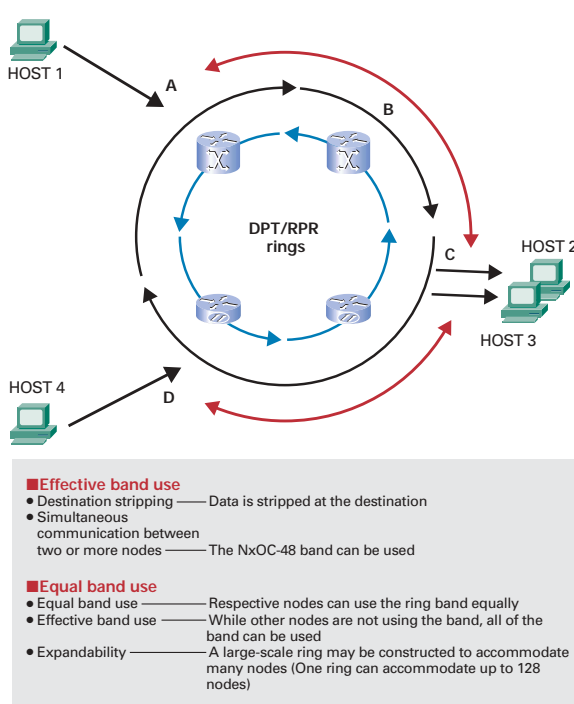 HOST 1
A
B
DPT/RPR
rings
C
HOST 2
HOST 3
HOST 4
D
■Effective band use
● Destination stripping —— Data is stripped at the destination
● Simultaneous
communication between
two or more nodes —— The NxOC-48 band can be used
■Equal band use
● Equal band use —— Respective nodes can use the ring band equally
● Effective band use —— While other nodes are not using the band, all of the
band can be used
● Expandability —— A large-scale ring may be constructed to accommodate
many nodes (One ring can accommodate up to 128
nodes)